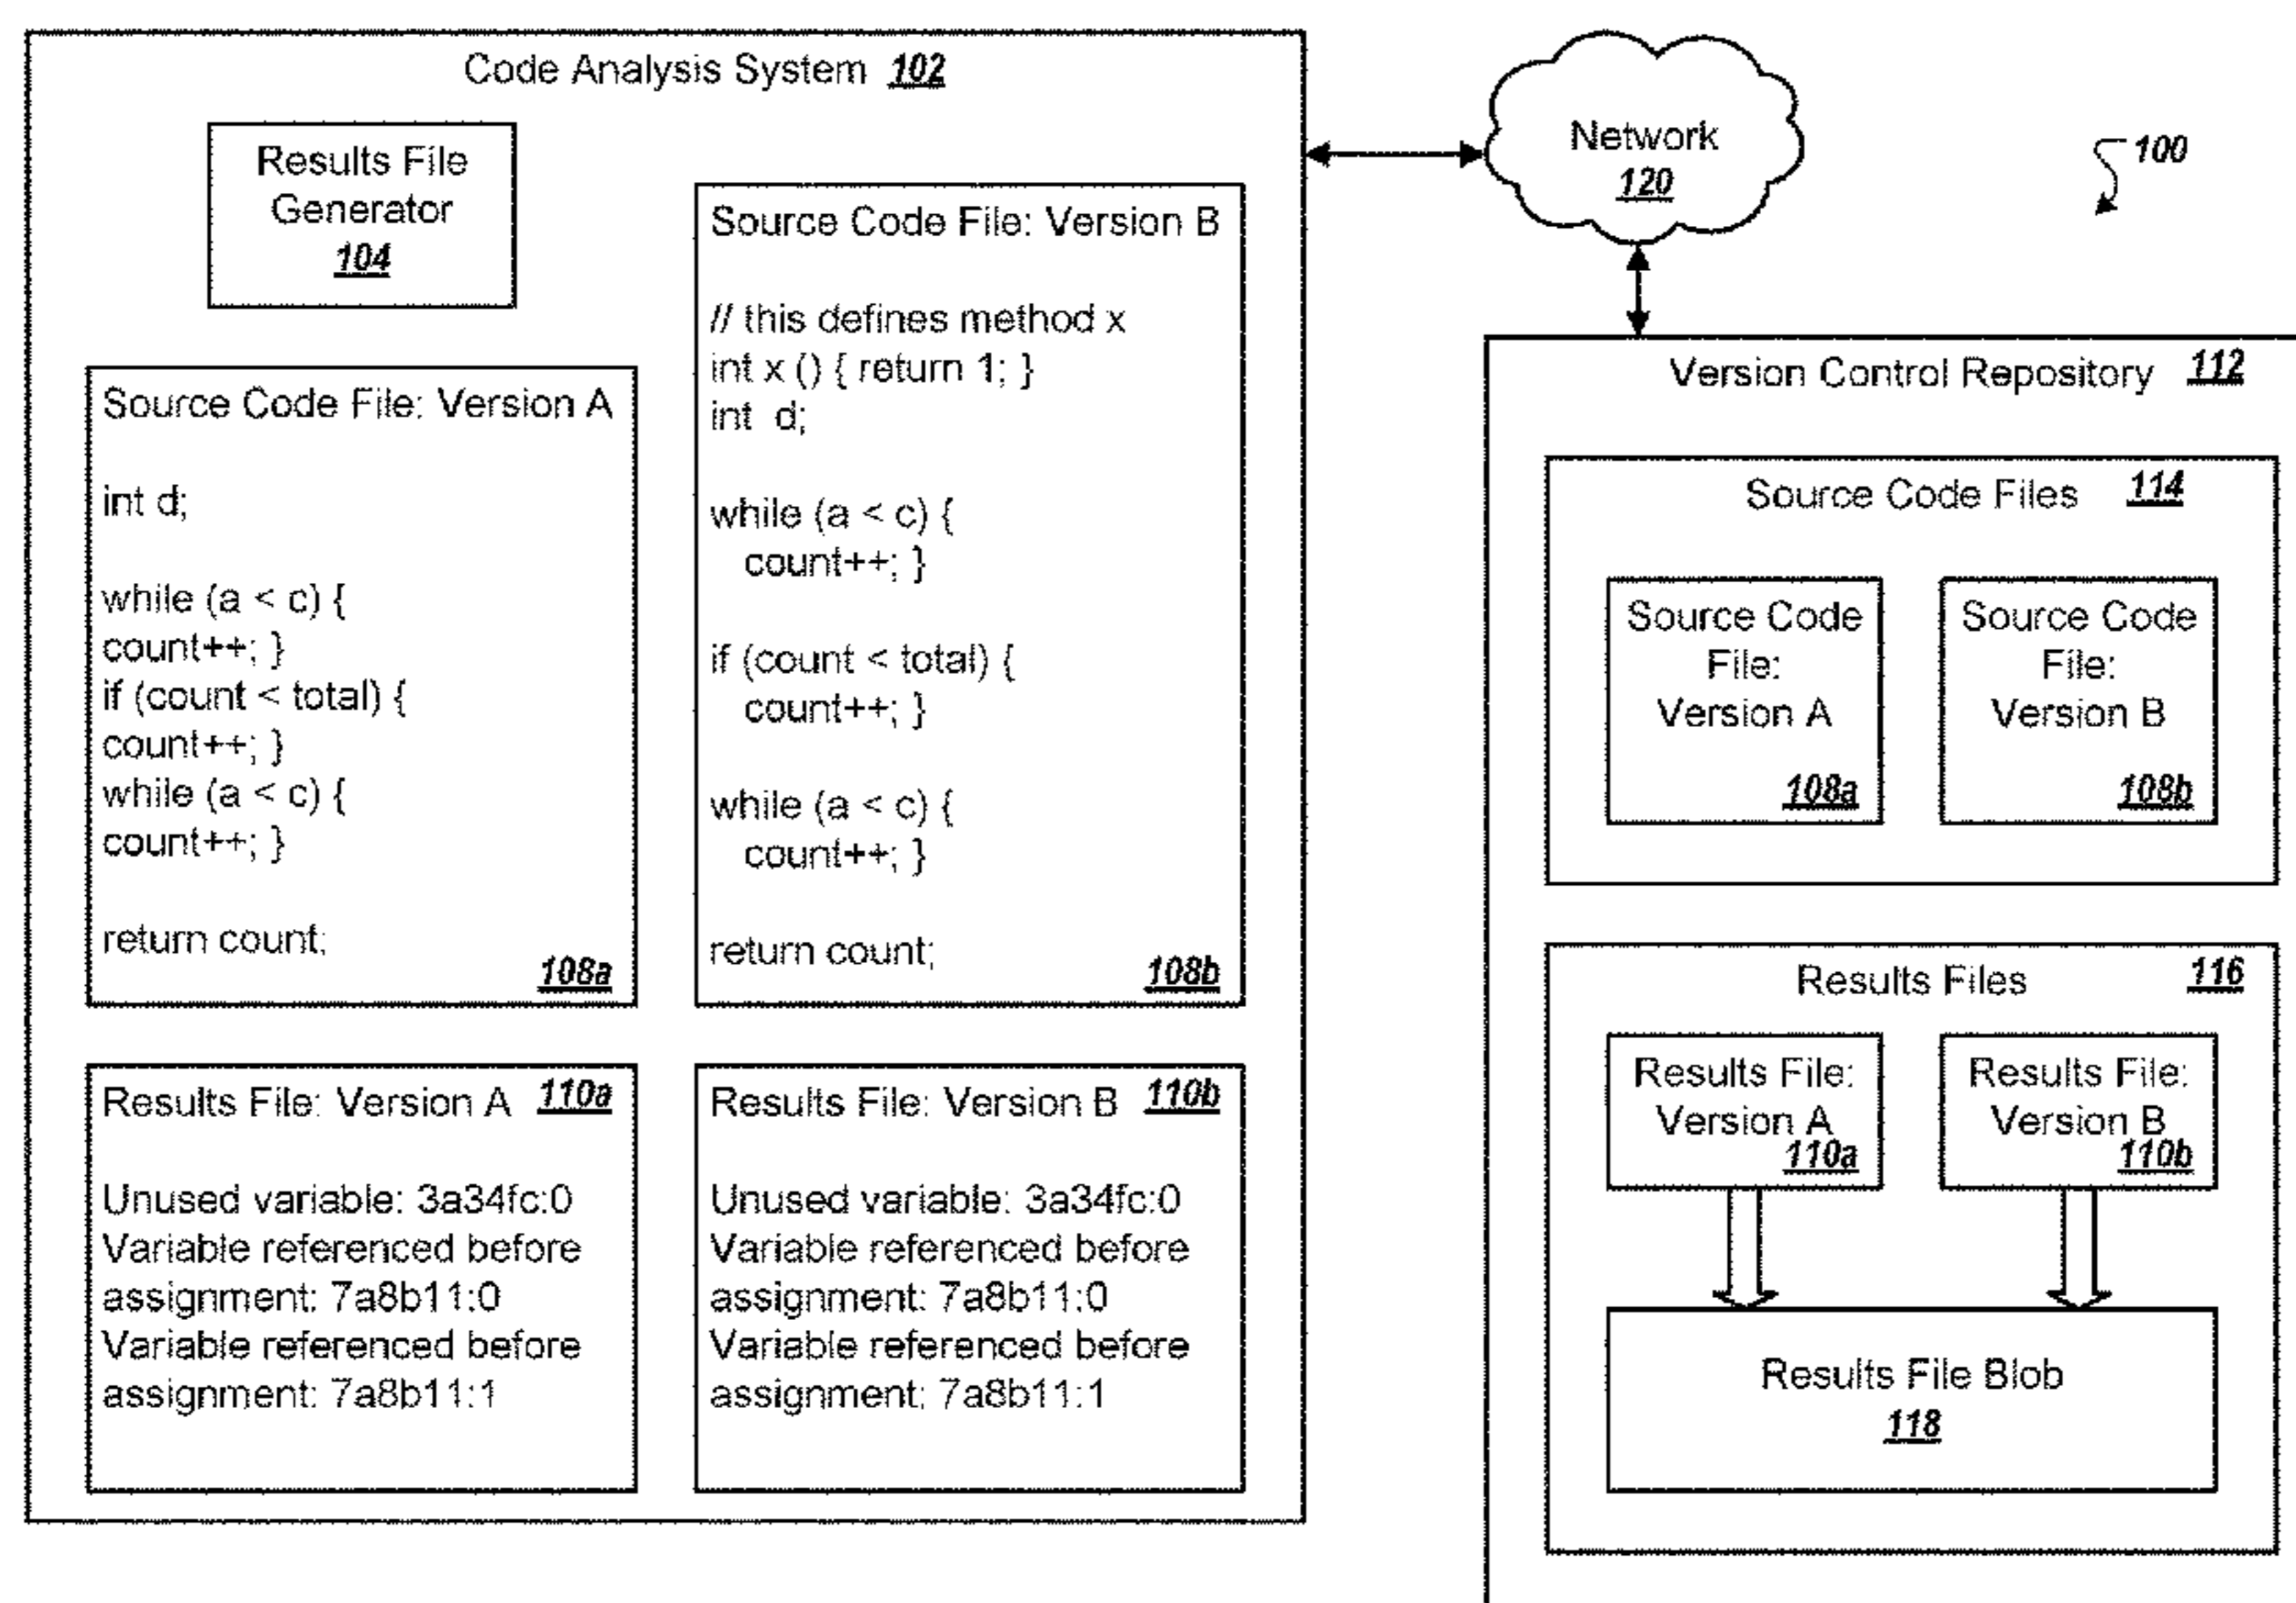 Code Analysis System 102
Results File
Generator
104
Source Code File: Version A
int d;
while (a < c) {
count++; }
if (count < total) {
count++; }
while (a < c) {
count++; }
return count;
108a
Source Code File: Version B
// this defines method x
int x () { return 1; }
int  d;
while (a < c) {
count++; }
if (count < total) {
count++; }
while (a < c) {
count++; }
return count;
108b
Results File: Version A 110a
Unused variable: 3a34fc:0
Variable referenced before
assignment: 7a8b11:0
Variable referenced before
assignment: 7a8b11:1
Results File: Version B 110b
Unused variable: 3a34fc:0
Variable referenced before
assignment: 7a8b11:0
Variable referenced before
assignment: 7a8b11:1
Network
120
100
Version Control Repository 112
Source Code Files 114
Source Code
File:
Version A
108a
Source Code
File:
Version B
108b
Results Files 116
Results File:
Version A
110a
Results File:
Version B
110b
Results File Blob
118